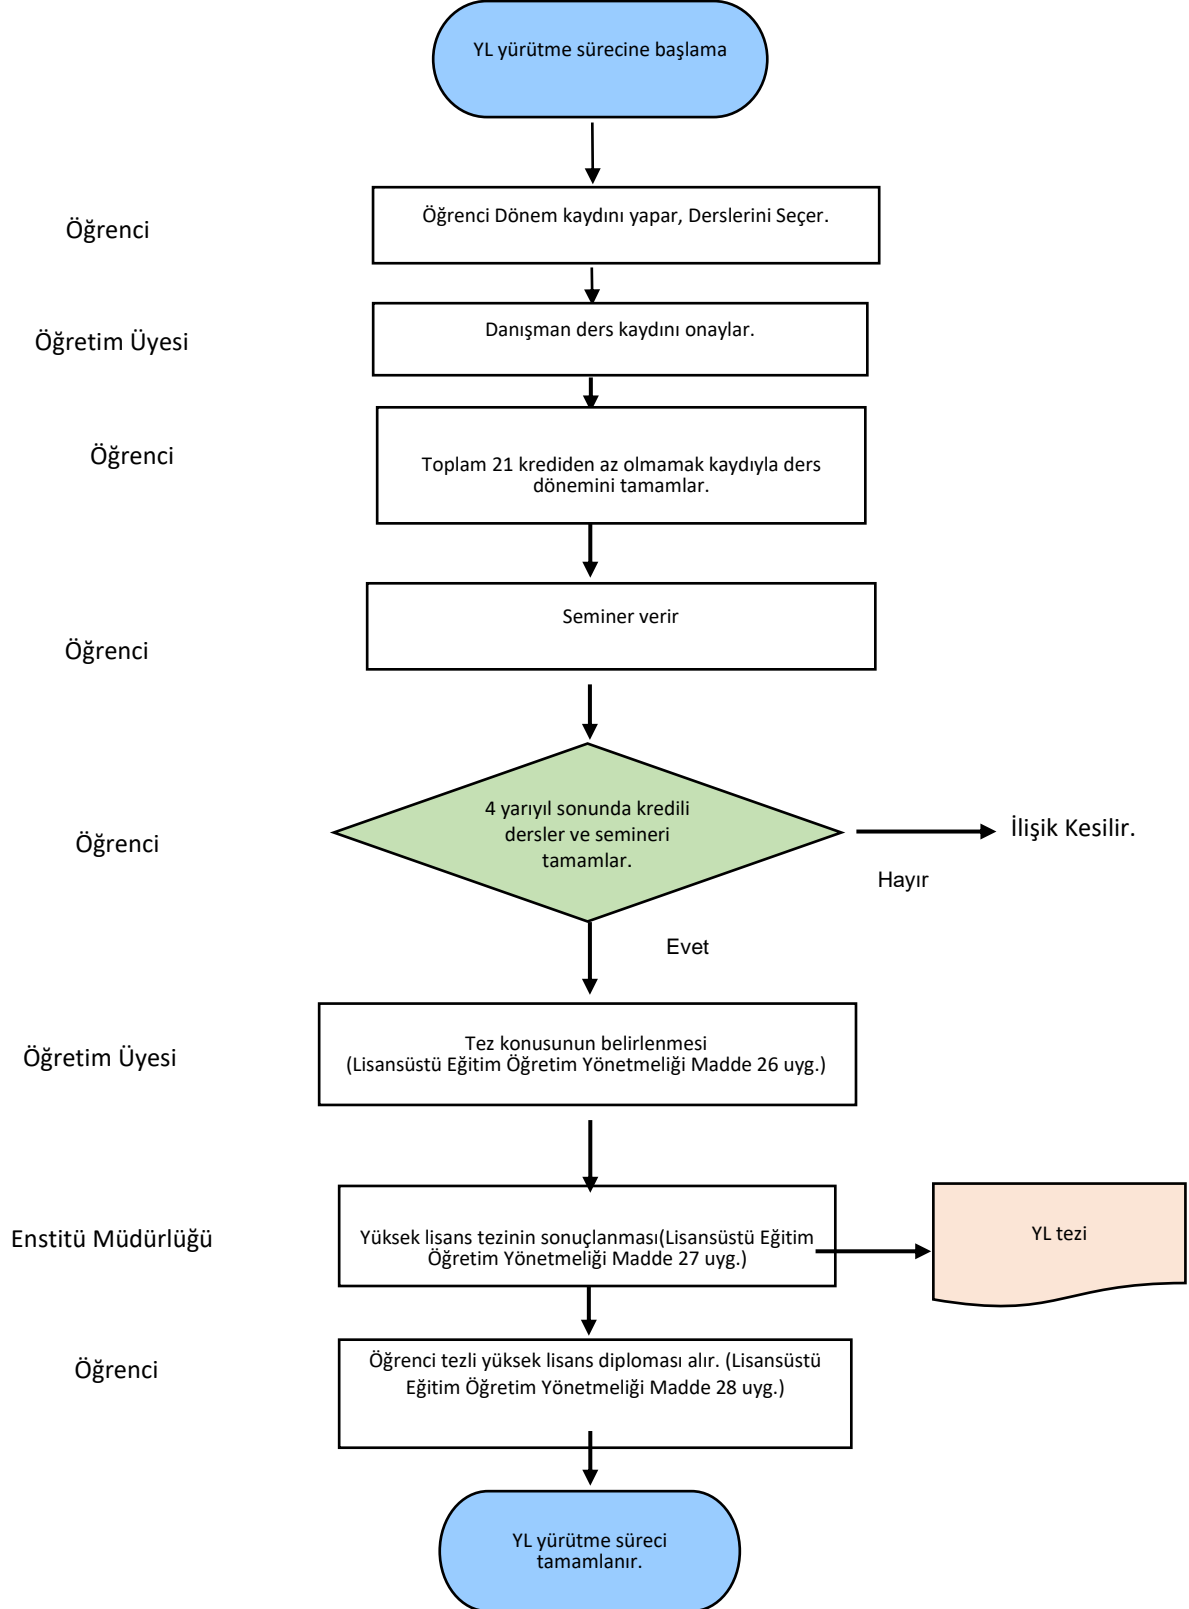 YL yürütme sürecine başlama
Öğrenci
Öğrenci Dönem kaydını yapar, Derslerini Seçer.
Öğretim Üyesi
Danışman ders kaydını onaylar.
Öğrenci
Toplam 21 krediden az olmamak kaydıyla ders
dönemini tamamlar.
Öğrenci
Seminer verir
Öğrenci
4 yarıyıl sonunda kredili
dersler ve semineri
tamamlar.
İlişik Kesilir.
Hayır
Evet
Öğretim Üyesi
Tez konusunun belirlenmesi
(Lisansüstü Eğitim Öğretim Yönetmeliği Madde 26 uyg.)
Enstitü Müdürlüğü
Yüksek lisans tezinin sonuçlanması(Lisansüstü Eğitim
Öğretim Yönetmeliği Madde 27 uyg.)
YL tezi
Öğrenci
Öğrenci tezli yüksek lisans diploması alır. (Lisansüstü
Eğitim Öğretim Yönetmeliği Madde 28 uyg.)
YL yürütme süreci
tamamlanır.